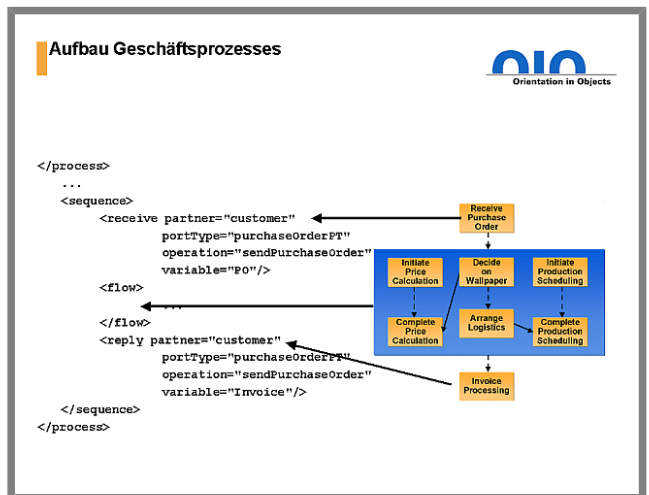 Aufbau Geschäftsprozesses
Orientation in Objects
</process>
...
<sequence>
<receive partner="customer"
portType="purchaseOrderPT"
operation="sendPurchaseOrder"
variable="PO"/>
<flow>
...
</flow>
<reply partner="customer"
portType="purchaseOrderPT"
operation="sendPurchaseOrder"
variable="Invoice"/>
</sequence>
</process>
Receive
Purchase
Order
Initiate
Price
Calculation
Decide
on
Wallpaper
Initiate
Production
Scheduling
Complete
Price
Calculation
Arrange
Logistics
Complete
Production
Scheduling
Invoice
Processing